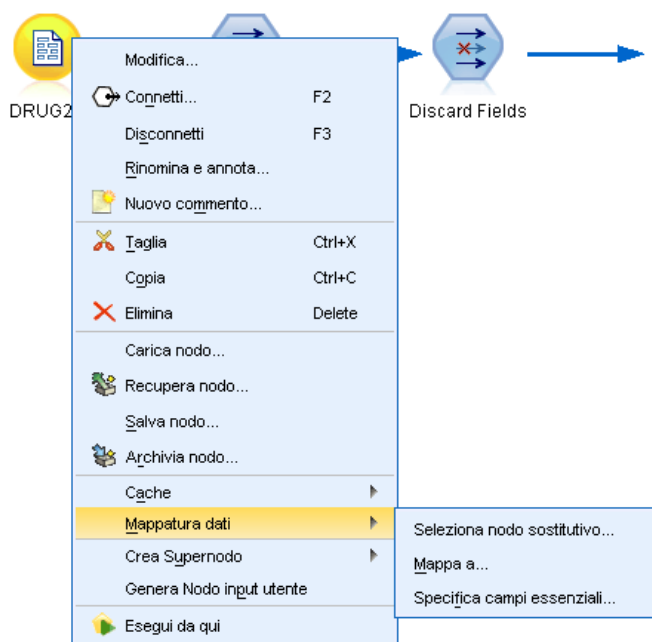 DRUG2
Discard Fields
Modifica...
Connetti... F2
Disconnetti F3
Rinomina e annota...
Nuovo commento...
Taglia Ctrl+X
Copia Ctrl+C
Elimina Delete
Carica nodo...
Recupera nodo...
Salva nodo...
Archivia nodo...
Cache
Mappatura dati
Crea Supernodo
Genera Nodo input utente
Esegui da qui
Seleziona nodo sostitutivo...
Mappa a...
Specifica campi essenziali...